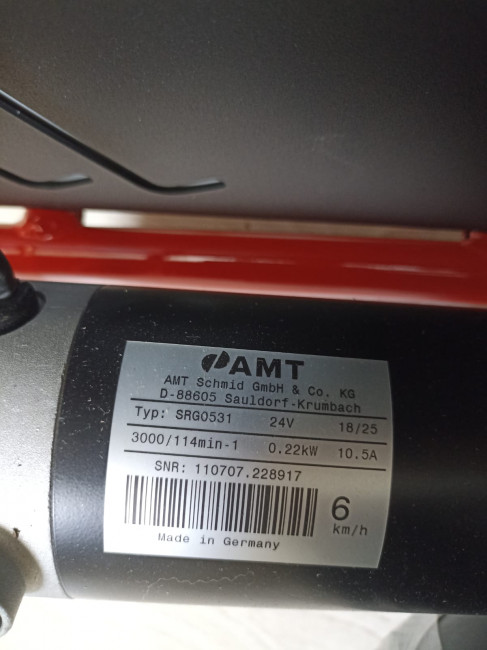 AMT
AMT Schmid GmbH & Co. KG
D-88605 Sauldorf-Krumbach
Typ: SRG0531 24V 18/25
3000/114min-1 0.22kW 10.5A
SNR: 110707.228917
6
km/h
Made in Germany